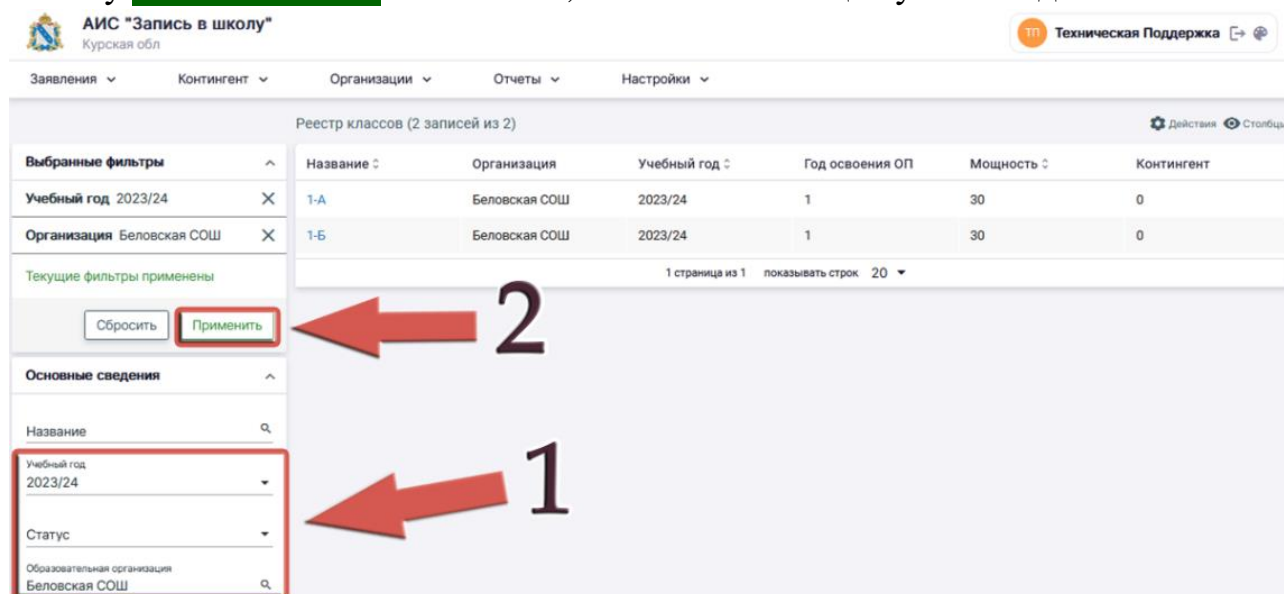 АИС "Запись в школу"
Курская обл
ТП Техническая Поддержка
Заявления Контингент Организации Отчеты Настройки
Реестр классов (2 записей из 2)
Действия Столбцы
Выбранные фильтры
Название Организация Учебный год Год освоения ОП Мощность Контингент
Учебный год 2023/24
1-А Беловская СОШ 2023/24 1 30 0
Организация Беловская СОШ
1-Б Беловская СОШ 2023/24 1 30 0
Текущие фильтры применены
1 страница из 1 показывать строк 20
Сбросить Применить
2
Основные сведения
Название
1
Учебный год
2023/24
Статус
Образовательная организация
Беловская СОШ